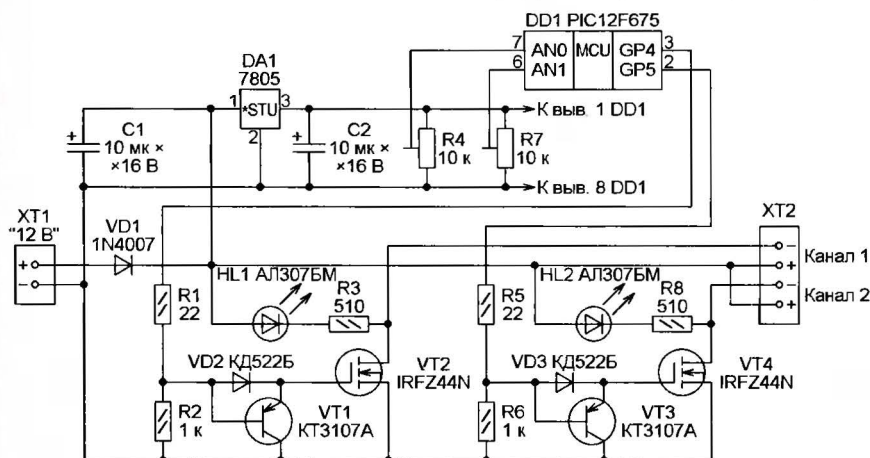 DD1 PIC12F675
7 AN0 MCU GP4 3
6 AN1 GP5 2
DA1
7805
1 *STU 3
2
К выв. 1 DD1
+ C1
10 мк ×
×16 В
+ C2
10 мк ×
×16 В
R4
10 к
R7
10 к
К выв. 8 DD1
XT1
"12 В"
+
−
VD1
1N4007
XT2
−
+
−
+
Канал 1
Канал 2
HL1 АЛ307БМ
R3
510
HL2 АЛ307БМ
R8
510
R1
22
R5
22
VD2 КД522Б
VT2
IRFZ44N
VD3 КД522Б
VT4
IRFZ44N
R2
1 к
VT1
КТ3107А
R6
1 к
VT3
КТ3107А